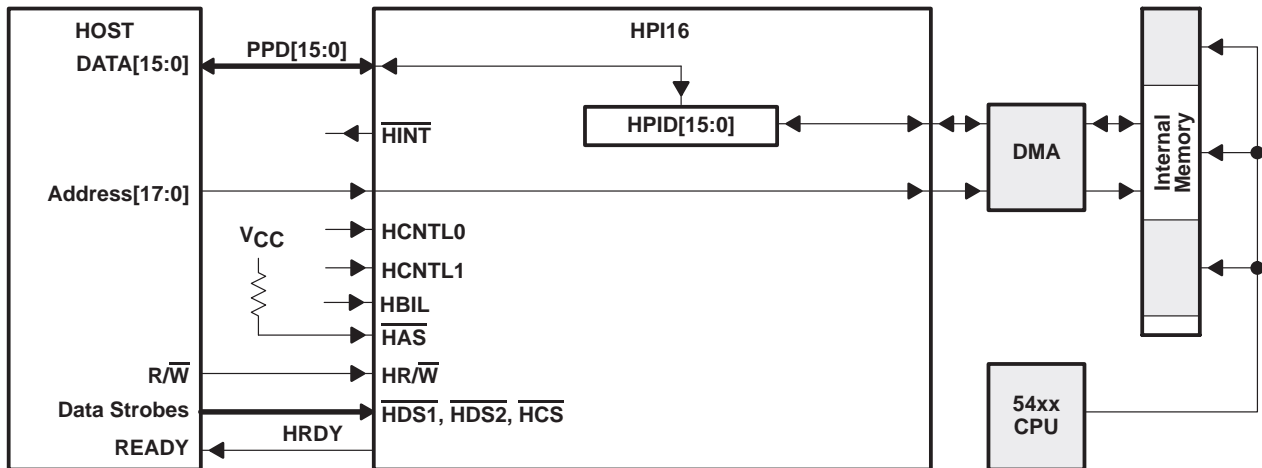 HOST
HPI16
DATA[15:0]
PPD[15:0]
HPID[15:0]
HINT
DMA
Internal Memory
Address[17:0]
VCC
HCNTL0
HCNTL1
HBIL
HAS
R/W
HR/W
Data Strobes
HDS1, HDS2, HCS
READY
HRDY
54xx
CPU